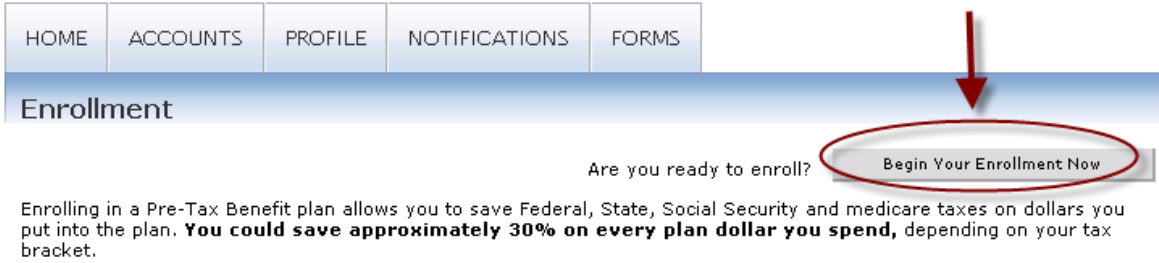 HOME ACCOUNTS PROFILE NOTIFICATIONS FORMS
Enrollment
Are you ready to enroll? Begin Your Enrollment Now
Enrolling in a Pre-Tax Benefit plan allows you to save Federal, State, Social Security and medicare taxes on dollars you
put into the plan. You could save approximately 30% on every plan dollar you spend, depending on your tax
bracket.